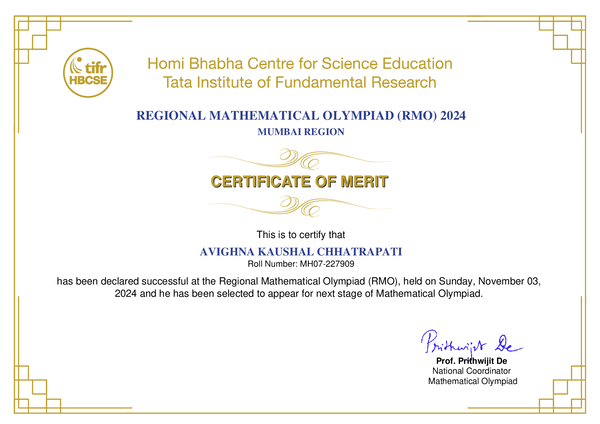 tifr
HBCSE
Homi Bhabha Centre for Science Education
Tata Institute of Fundamental Research
REGIONAL MATHEMATICAL OLYMPIAD (RMO) 2024
MUMBAI REGION
CERTIFICATE OF MERIT
This is to certify that
AVIGHNA KAUSHAL CHHATRAPATI
Roll Number: MH07-227909
has been declared successful at the Regional Mathematical Olympiad (RMO), held on Sunday, November 03,
2024 and he has been selected to appear for next stage of Mathematical Olympiad.
Prithwijit De
Prof. Prithwijit De
National Coordinator
Mathematical Olympiad